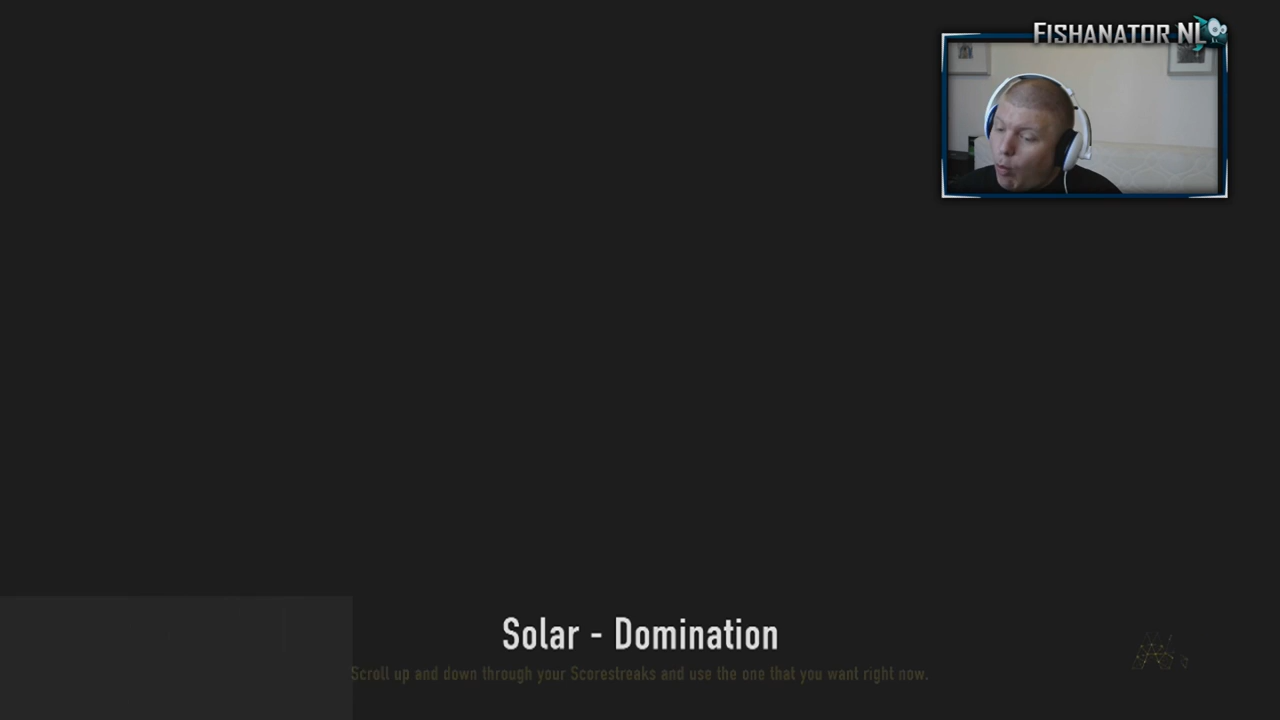 FISHANATOR NL
Solar - Domination
Scroll up and down through your Scorestreaks and use the one that you want right now.